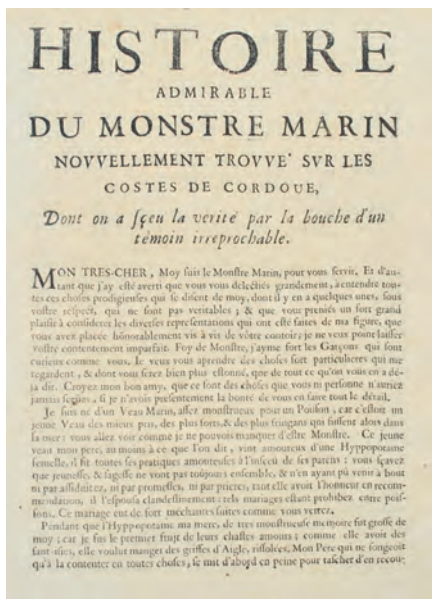 HISTOIRE
ADMIRABLE
DU MONSTRE MARIN
NOVVELLEMENT TROVVE' SVR LES
COSTES DE CORDOUE,
Dont on a sçeu la verité par la bouche d'un
témoin irreprochable.
MON TRES-CHER, Moy suis le Monstre Marin, pour vous servir. Et d'au-
tant que j'ay esté averti que vous vous delectiés grandement, à entendre tou-
tes ces choses prodigieuses qui se disent de moy, dont il y en a quelques unes, sous
vostre respect, qui ne sont pas veritables ; & que vous preniés un fort grand
plaisir à considerer les diverses representations qui ont esté faites de ma figure, que
vous avez placée hônorablement vis à vis de vôtre contoir ; je ne veux point laisser
vostre contentement imparfait. Foy de Monstre, j'ayme fort les Garçons qui sont
curieux comme vous, Ie veux vous aprendre des choses fort particulieres qui me
regardent, & dont vous serez bien plus estonné, que de tout ce qu'on vous en a dé-
ja dit. Croyez mon bon amy, que ce sont des choses que vous ni personne n'auriez
jamais sçeües, si je n'avois presentement la bonté de vous en faire tout le détail.
Je suis né d'un Veau Marin, assez monstrueux pour un Poisson, car c'estoit un
jeune Veau des mieux pris, des plus forts, & des plus fringans qui fussent alors dans
la mer : vous allez voir comme je ne pouvois manquer d'estre Monstre. Ce jeune
veau mon pere, au moins à ce que l'on dit, vint amoureux d'une Hyppopotame
femelle, il fit toutes ses pratiques amoureuses à l'insceu de ses parens ; vous sçavez
que jeunesse, & sagesse ne vont pas toujours ensemble, & n'en ayant pû venir à bout
ni par assiduitez, ni par promesses, ni par prieres, tant elle avoit l'honneur en recom-
mendation, il l'espousa clandestinement : tels mariages estant prohibez entre pois-
sons. Ce mariage eut de fort mechantes suites comme vous verrez.
Pendant que l'Hyppopotame ma mere, de tres monstrueuse memoire fut grosse de
moy ; car je fus le premier fruit de leurs chastes amours ; comme elle avoit des
fantaisies, elle voulut manger des griffes d'Aigle, rissolées, Mon Pere qui ne songeoit
qu'à la contenter en toutes choses, se mit d'abord en peine pour tascher d'en recou-